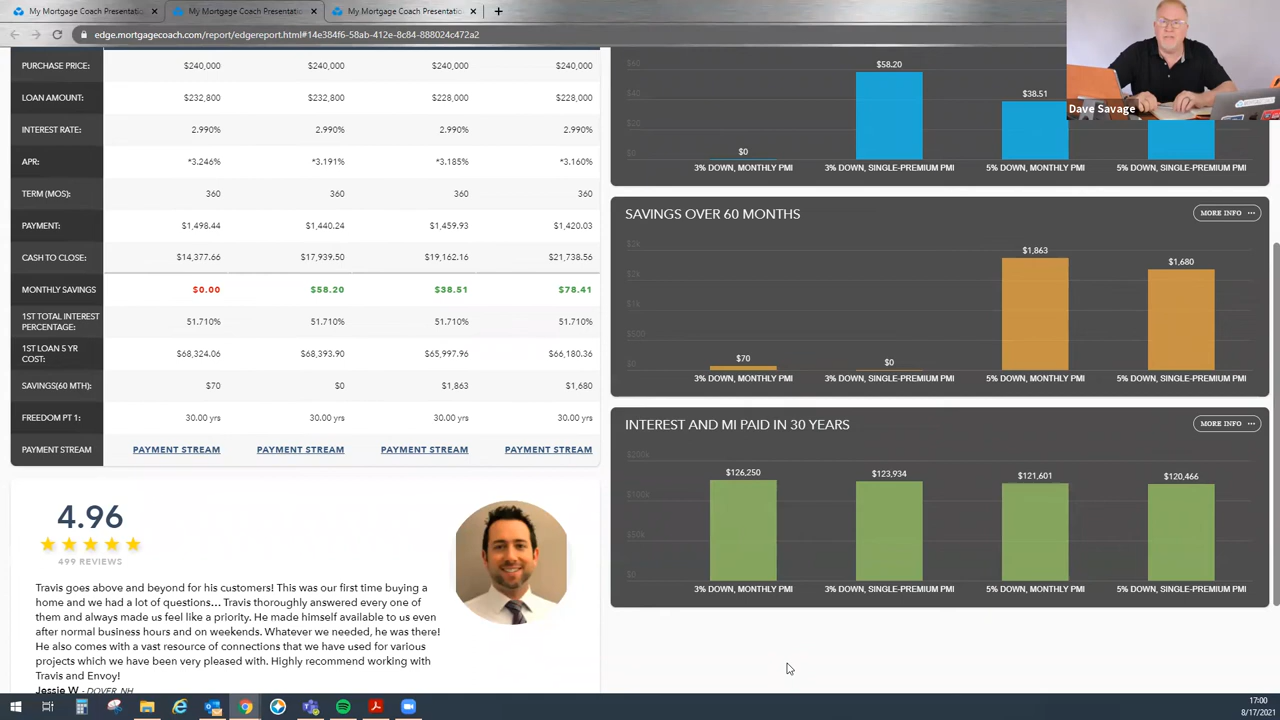 My Mortgage Coach Presentatio
My Mortgage Coach Presentatio
My Mortgage Coach Presentatio
edge.mortgagecoach.com/report/edgereport.html#14e384f6-58ab-412e-8c84-888024c472a2
Dave Savage
PURCHASE PRICE: $240,000 $240,000 $240,000 $240,000
LOAN AMOUNT: $232,800 $232,800 $228,000 $228,000
INTEREST RATE: 2.990% 2.990% 2.990% 2.990%
APR: *3.246% *3.191% *3.185% *3.160%
TERM (MOS): 360 360 360 360
PAYMENT: $1,498.44 $1,440.24 $1,459.93 $1,420.03
CASH TO CLOSE: $14,377.66 $17,939.50 $19,162.16 $21,738.56
MONTHLY SAVINGS $0.00 $58.20 $38.51 $78.41
1ST TOTAL INTEREST
PERCENTAGE: 51.710% 51.710% 51.710% 51.710%
1ST LOAN 5 YR
COST: $68,324.06 $68,393.90 $65,997.96 $66,180.36
SAVINGS(60 MTH): $70 $0 $1,863 $1,680
FREEDOM PT 1: 30.00 yrs 30.00 yrs 30.00 yrs 30.00 yrs
PAYMENT STREAM PAYMENT STREAM PAYMENT STREAM PAYMENT STREAM PAYMENT STREAM
4.96
499 REVIEWS
Travis goes above and beyond for his customers! This was our first time buying a
home and we had a lot of questions... Travis thoroughly answered every one of
them and always made us feel like a priority. He made himself available to us even
after normal business hours and on weekends. Whatever we needed, he was there!
He also comes with a vast resource of connections that we have used for various
projects which we have been very pleased with. Highly recommend working with
Travis and Envoy!
Jessie W - DOVER, NH
$60
$40
$20
$0
$0 $58.20 $38.51
3% DOWN, MONTHLY PMI 3% DOWN, SINGLE-PREMIUM PMI 5% DOWN, MONTHLY PMI 5% DOWN, SINGLE-PREMIUM PMI
SAVINGS OVER 60 MONTHS MORE INFO ...
$2k
$2k
$1k
$500
$0
$70 $0 $1,863 $1,680
3% DOWN, MONTHLY PMI 3% DOWN, SINGLE-PREMIUM PMI 5% DOWN, MONTHLY PMI 5% DOWN, SINGLE-PREMIUM PMI
INTEREST AND MI PAID IN 30 YEARS MORE INFO ...
$200k
$100k
$50k
$0
$126,250 $123,934 $121,601 $120,466
3% DOWN, MONTHLY PMI 3% DOWN, SINGLE-PREMIUM PMI 5% DOWN, MONTHLY PMI 5% DOWN, SINGLE-PREMIUM PMI
17:00
8/17/2021